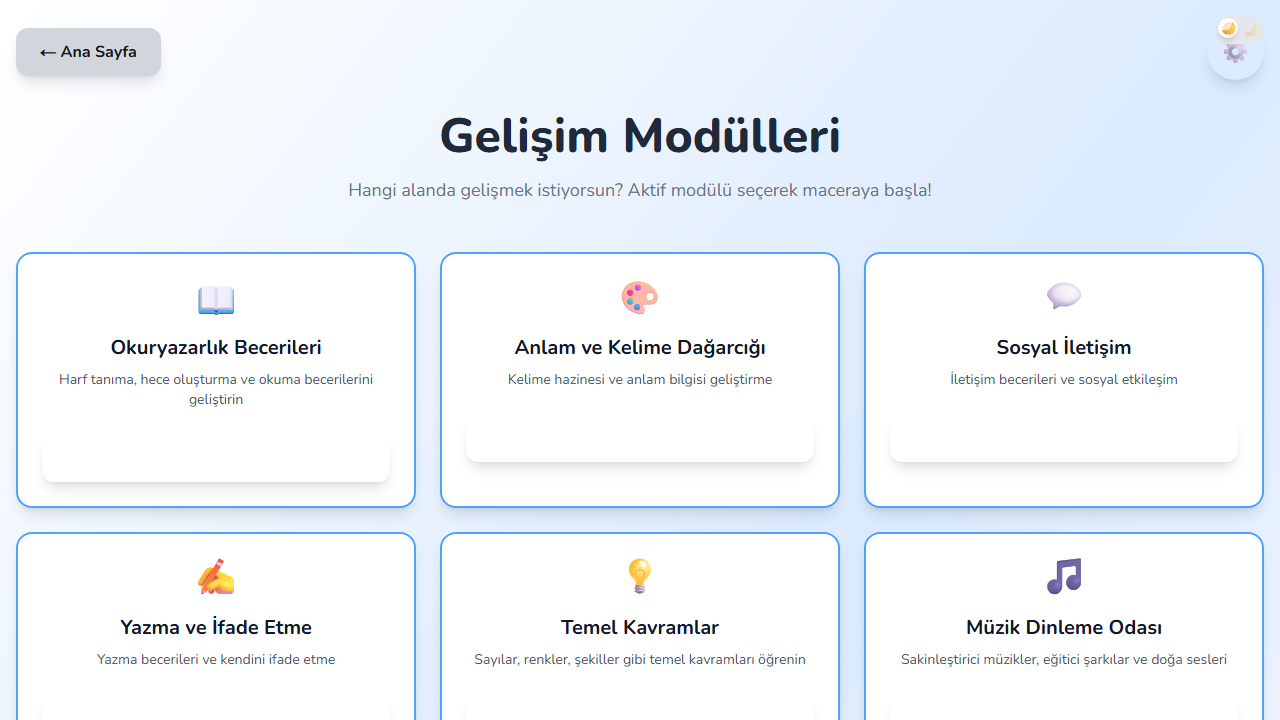 ← Ana Sayfa
Gelişim Modülleri
Hangi alanda gelişmek istiyorsun? Aktif modülü seçerek maceraya başla!
Okuryazarlık Becerileri
Harf tanıma, hece oluşturma ve okuma becerilerini
geliştirin
Anlam ve Kelime Dağarcığı
Kelime hazinesi ve anlam bilgisi geliştirme
Sosyal İletişim
İletişim becerileri ve sosyal etkileşim
Yazma ve İfade Etme
Yazma becerileri ve kendini ifade etme
Temel Kavramlar
Sayılar, renkler, şekiller gibi temel kavramları öğrenin
Müzik Dinleme Odası
Sakinleştirici müzikler, eğitici şarkılar ve doğa sesleri